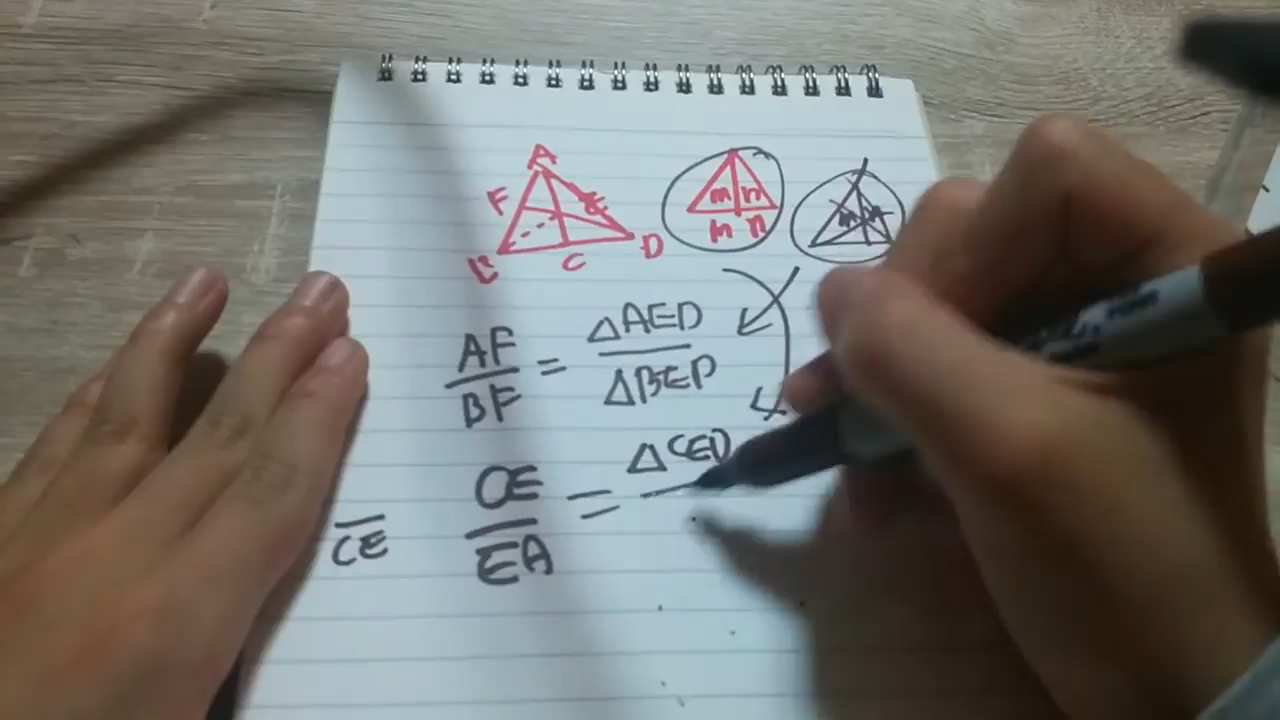 A
F E
B C D
m n
m n
m n
AF/BF = △AED/△BED
CE/EA = △CED/
CE